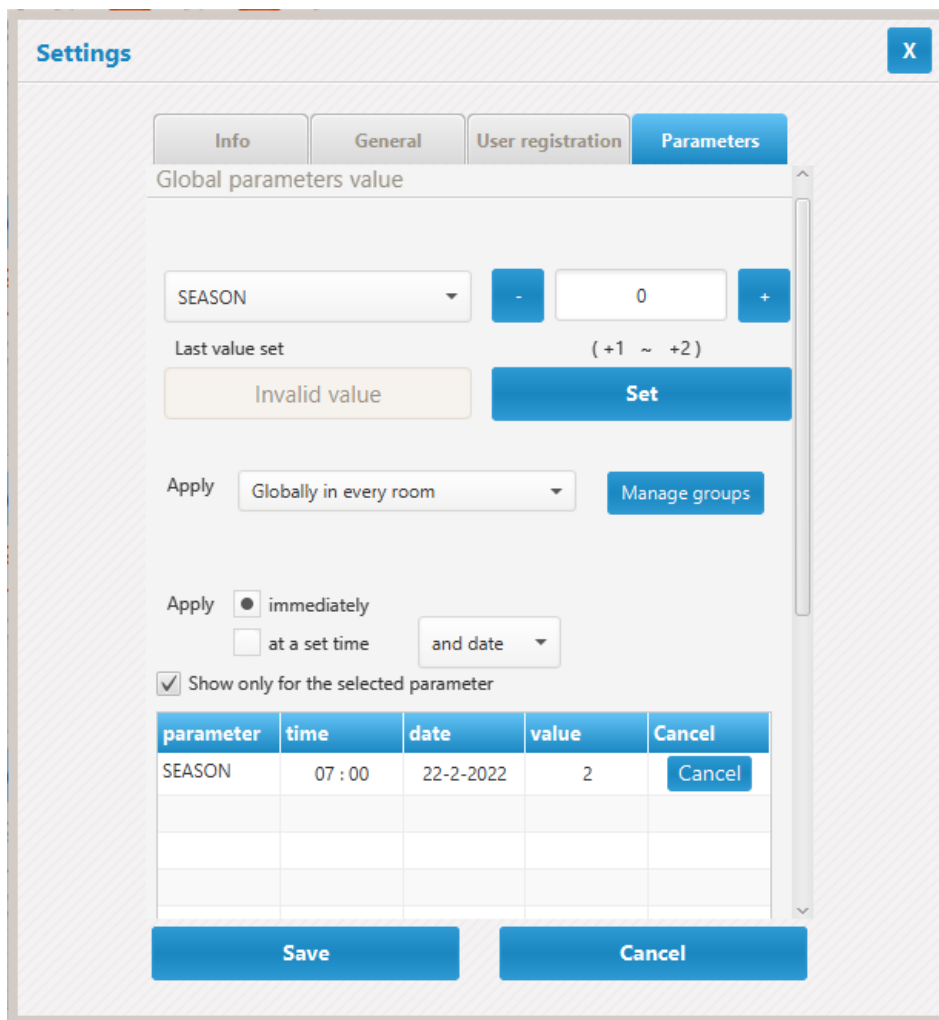 Settings
X
Info General User registration Parameters
Global parameters value
SEASON - 0 +
Last value set ( +1 ~ +2 )
Invalid value Set
Apply Globally in every room Manage groups
Apply immediately
at a set time and date
Show only for the selected parameter
parameter time date value Cancel
SEASON 07 : 00 22-2-2022 2 Cancel
Save Cancel